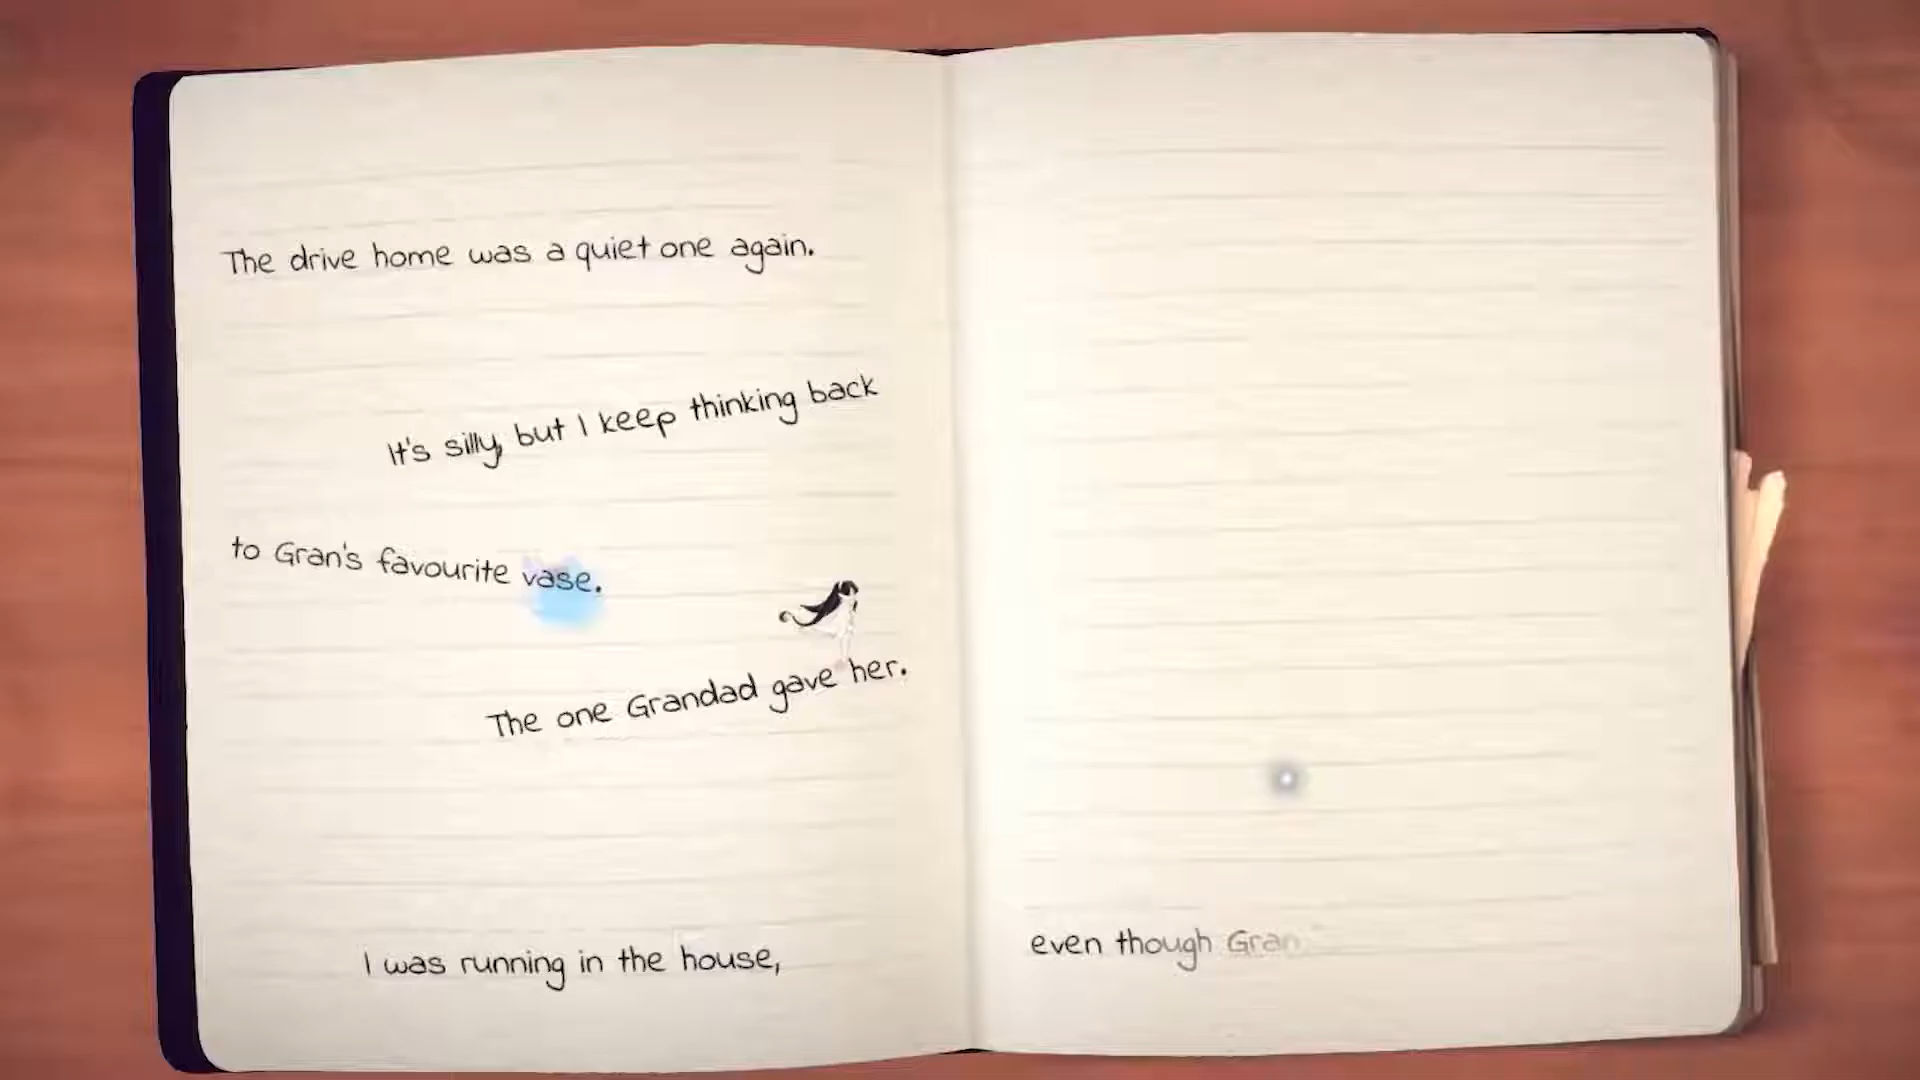 The drive home was a quiet one again.
It's silly, but I keep thinking back
to Gran's favourite vase.
The one Grandad gave her.
I was running in the house,
even though Gran